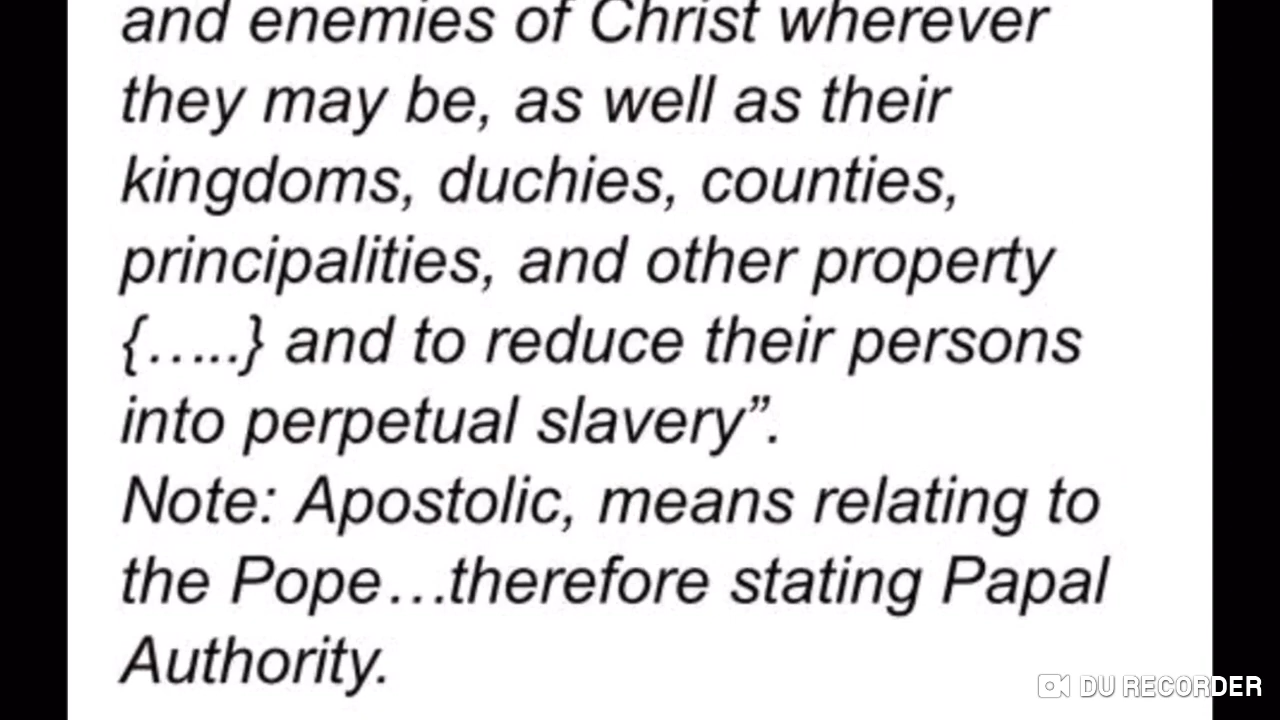 and enemies of Christ wherever
they may be, as well as their
kingdoms, duchies, counties,
principalities, and other property
{…..} and to reduce their persons
into perpetual slavery”.
Note: Apostolic, means relating to
the Pope…therefore stating Papal
Authority.
DU RECORDER